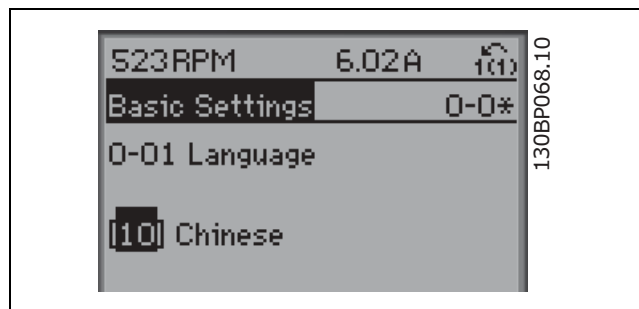 523RPM 6.02A 1(1)
Basic Settings 0-0*
0-01 Language
[10] Chinese
130BP068.10